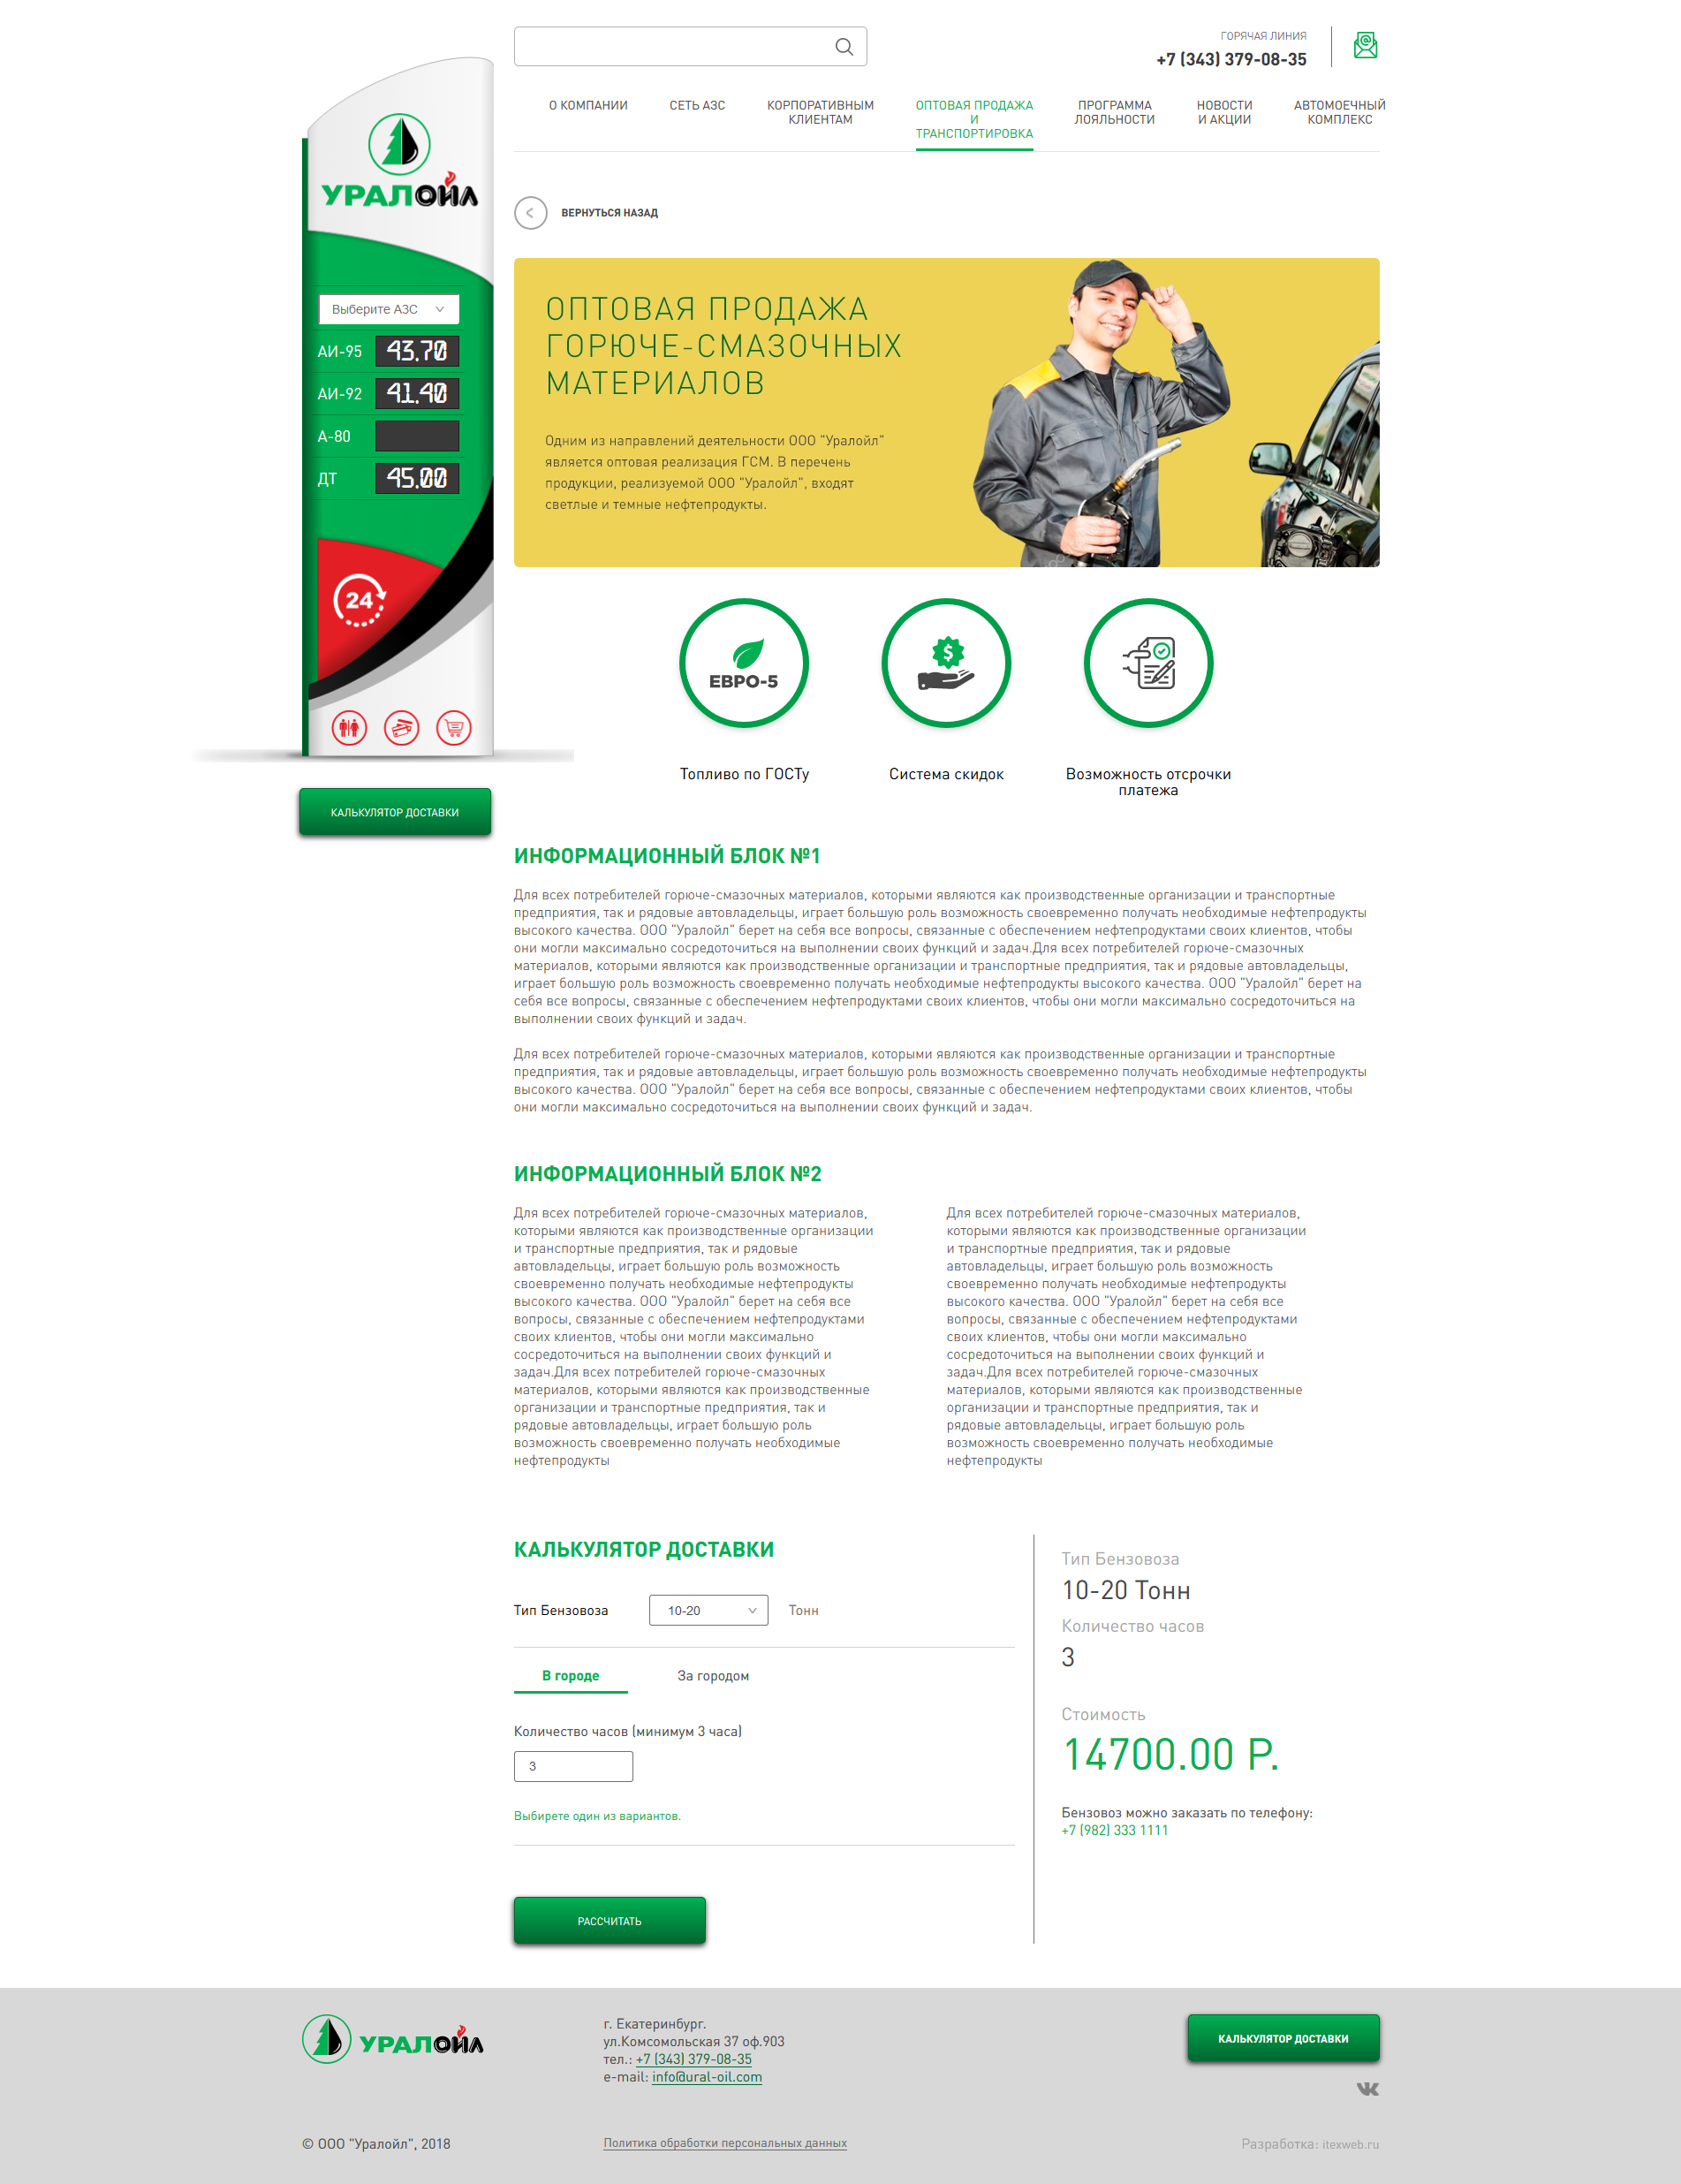 ГОРЯЧАЯ ЛИНИЯ
+7 (343) 379-08-35
О КОМПАНИИ
СЕТЬ АЗС
КОРПОРАТИВНЫМ
КЛИЕНТАМ
ОПТОВАЯ ПРОДАЖА
И
ТРАНСПОРТИРОВКА
ПРОГРАММА
ЛОЯЛЬНОСТИ
НОВОСТИ
И АКЦИИ
АВТОМОЕЧНЫЙ
КОМПЛЕКС
УРАЛОЙЛ
Выберите АЗС
АИ-95 43.70
АИ-92 41.40
А-80
ДТ 45.00
24
КАЛЬКУЛЯТОР ДОСТАВКИ
ВЕРНУТЬСЯ НАЗАД
ОПТОВАЯ ПРОДАЖА
ГОРЮЧЕ-СМАЗОЧНЫХ
МАТЕРИАЛОВ
Одним из направлений деятельности ООО "Уралойл"
является оптовая реализация ГСМ. В перечень
продукции, реализуемой ООО "Уралойл", входят
светлые и темные нефтепродукты.
ЕВРО-5
$
Топливо по ГОСТу
Система скидок
Возможность отсрочки
платежа
ИНФОРМАЦИОННЫЙ БЛОК №1
Для всех потребителей горюче-смазочных материалов, которыми являются как производственные организации и транспортные
предприятия, так и рядовые автовладельцы, играет большую роль возможность своевременно получать необходимые нефтепродукты
высокого качества. ООО "Уралойл" берет на себя все вопросы, связанные с обеспечением нефтепродуктами своих клиентов, чтобы
они могли максимально сосредоточиться на выполнении своих функций и задач.Для всех потребителей горюче-смазочных
материалов, которыми являются как производственные организации и транспортные предприятия, так и рядовые автовладельцы,
играет большую роль возможность своевременно получать необходимые нефтепродукты высокого качества. ООО "Уралойл" берет на
себя все вопросы, связанные с обеспечением нефтепродуктами своих клиентов, чтобы они могли максимально сосредоточиться на
выполнении своих функций и задач.
Для всех потребителей горюче-смазочных материалов, которыми являются как производственные организации и транспортные
предприятия, так и рядовые автовладельцы, играет большую роль возможность своевременно получать необходимые нефтепродукты
высокого качества. ООО "Уралойл" берет на себя все вопросы, связанные с обеспечением нефтепродуктами своих клиентов, чтобы
они могли максимально сосредоточиться на выполнении своих функций и задач.
ИНФОРМАЦИОННЫЙ БЛОК №2
Для всех потребителей горюче-смазочных материалов,
которыми являются как производственные организации
и транспортные предприятия, так и рядовые
автовладельцы, играет большую роль возможность
своевременно получать необходимые нефтепродукты
высокого качества. ООО "Уралойл" берет на себя все
вопросы, связанные с обеспечением нефтепродуктами
своих клиентов, чтобы они могли максимально
сосредоточиться на выполнении своих функций и
задач.Для всех потребителей горюче-смазочных
материалов, которыми являются как производственные
организации и транспортные предприятия, так и
рядовые автовладельцы, играет большую роль
возможность своевременно получать необходимые
нефтепродукты
Для всех потребителей горюче-смазочных материалов,
которыми являются как производственные организации
и транспортные предприятия, так и рядовые
автовладельцы, играет большую роль возможность
своевременно получать необходимые нефтепродукты
высокого качества. ООО "Уралойл" берет на себя все
вопросы, связанные с обеспечением нефтепродуктами
своих клиентов, чтобы они могли максимально
сосредоточиться на выполнении своих функций и
задач.Для всех потребителей горюче-смазочных
материалов, которыми являются как производственные
организации и транспортные предприятия, так и
рядовые автовладельцы, играет большую роль
возможность своевременно получать необходимые
нефтепродукты
КАЛЬКУЛЯТОР ДОСТАВКИ
Тип Бензовоза 10-20 Тонн
В городе За городом
Количество часов (минимум 3 часа)
3
Выбирете один из вариантов.
РАССЧИТАТЬ
Тип Бензовоза
10-20 Тонн
Количество часов
3
Стоимость
14700.00 Р.
Бензовоз можно заказать по телефону:
+7 (982) 333 1111
УРАЛОЙЛ
г. Екатеринбург.
ул.Комсомольская 37 оф.903
тел.: +7 (343) 379-08-35
e-mail: info@ural-oil.com
КАЛЬКУЛЯТОР ДОСТАВКИ
© ООО "Уралойл", 2018
Политика обработки персональных данных
Разработка: itexweb.ru